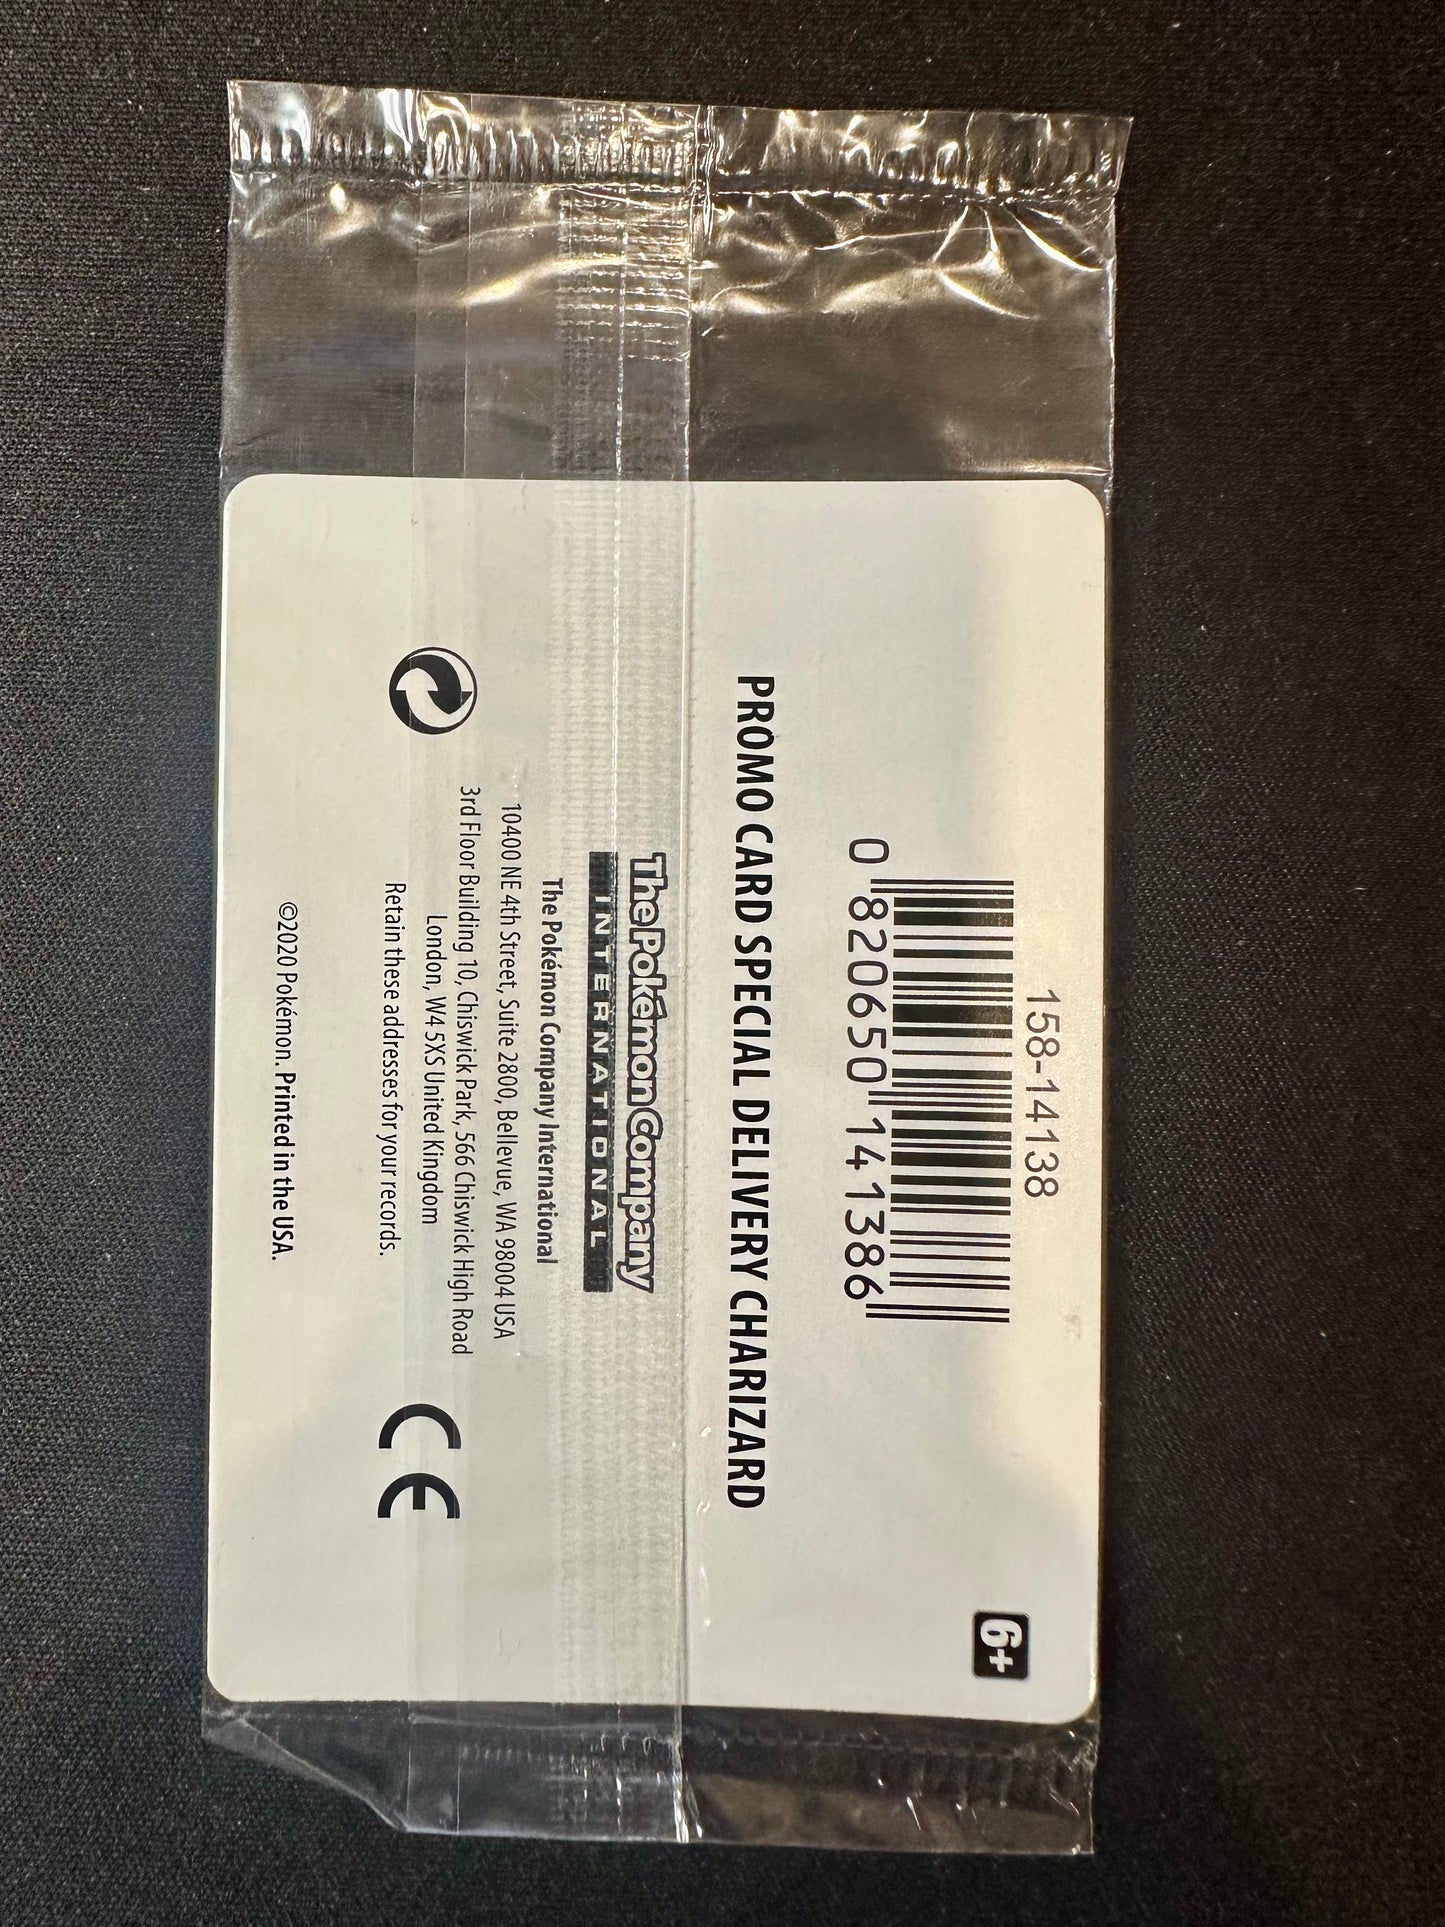 158-14138
0 820650 141386
PROMO CARD SPECIAL DELIVERY CHARIZARD
The Pokémon Company
INTERNATIONAL
The Pokémon Company International
10400 NE 4th Street, Suite 2800, Bellevue, WA 98004 USA
3rd Floor Building 10, Chiswick Park, 566 Chiswick High Road
London, W4 5XS United Kingdom
Retain these addresses for your records.
©2020 Pokémon. Printed in the USA.
CE
6+